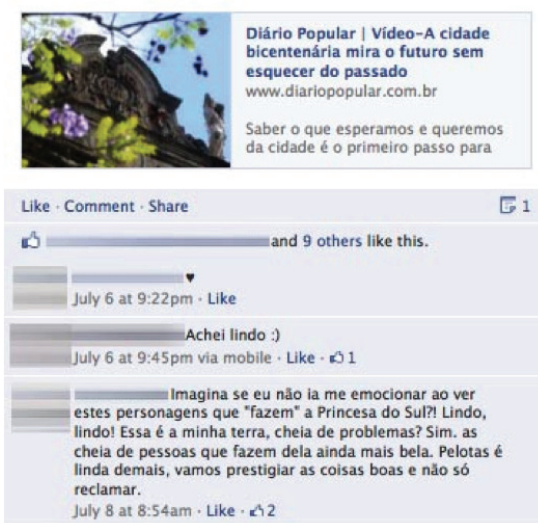 Diário Popular | Vídeo-A cidade
bicentenária mira o futuro sem
esquecer do passado
www.diariopopular.com.br
Saber o que esperamos e queremos
da cidade é o primeiro passo para
Like · Comment · Share 1
and 9 others like this.
♥
July 6 at 9:22pm · Like
Achei lindo :)
July 6 at 9:45pm via mobile · Like · 1
Imagina se eu não ia me emocionar ao ver
estes personagens que "fazem" a Princesa do Sul?! Lindo,
lindo! Essa é a minha terra, cheia de problemas? Sim. as
cheia de pessoas que fazem dela ainda mais bela. Pelotas é
linda demais, vamos prestigiar as coisas boas e não só
reclamar.
July 8 at 8:54am · Like · 2